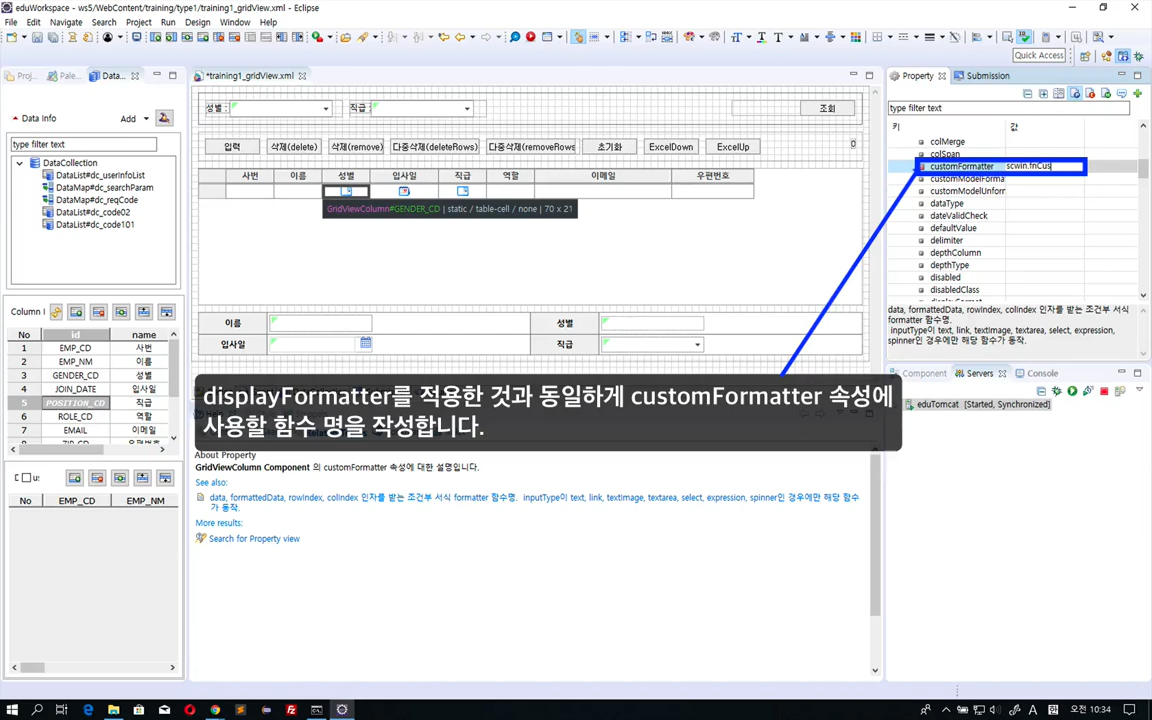 eduWorkspace - ws5/WebContent/training/type1/training1_gridView.xml - Eclipse
File Edit Navigate Search Project Run Design Window Help
Quick Access
Proj... Pale... Data...
*training1_gridView.xml
Property Submission
Data Info Add
type filter text
DataCollection
DataList#dc_userInfoList
DataMap#dc_searchParam
DataMap#dc_reqCode
DataList#dc_code02
DataList#dc_code101
Column I
No id name
1 EMP_CD 사번
2 EMP_NM 이름
3 GENDER_CD 성별
4 JOIN_DATE 입사일
5 POSITION_CD 직급
6 ROLE_CD 역할
7 EMAIL 이메일
No EMP_CD EMP_NM
성별 : 직급 : 조회
입력 삭제(delete) 삭제(remove) 다중삭제(deleteRows) 다중삭제(removeRows) 초기화 ExcelDown ExcelUp 0
사번 이름 성별 입사일 직급 역할 이메일 우편번호
GridViewColumn#GENDER_CD | static / table-cell / none | 70 x 21
이름 성별
입사일 직급
displayFormatter를 적용한 것과 동일하게 customFormatter 속성에
사용할 함수 명을 작성합니다.
About Property
GridViewColumn Component 의 customFormatter 속성에 대한 설명입니다.
See also:
data, formattedData, rowIndex, colIndex 인자를 받는 조건부 서식 formatter 함수명. inputType이 text, link, textimage, textarea, select, expression, spinner인 경우에만 해당 함수
가 동작.
More results:
Search for Property view
type filter text
키 값
colMerge
colSpan
customFormatter scwin.fnCus
customModelForma
customModelUnform
dataType
dateValidCheck
defaultValue
delimiter
depthColumn
depthType
disabled
disabledClass
displayFormat
data, formattedData, rowIndex, colIndex 인자를 받는 조건부 서식
formatter 함수명.
inputType이 text, link, textimage, textarea, select, expression,
spinner인 경우에만 해당 함수가 동작.
Component Servers Console
eduTomcat [Started, Synchronized]
A 오전 10:34